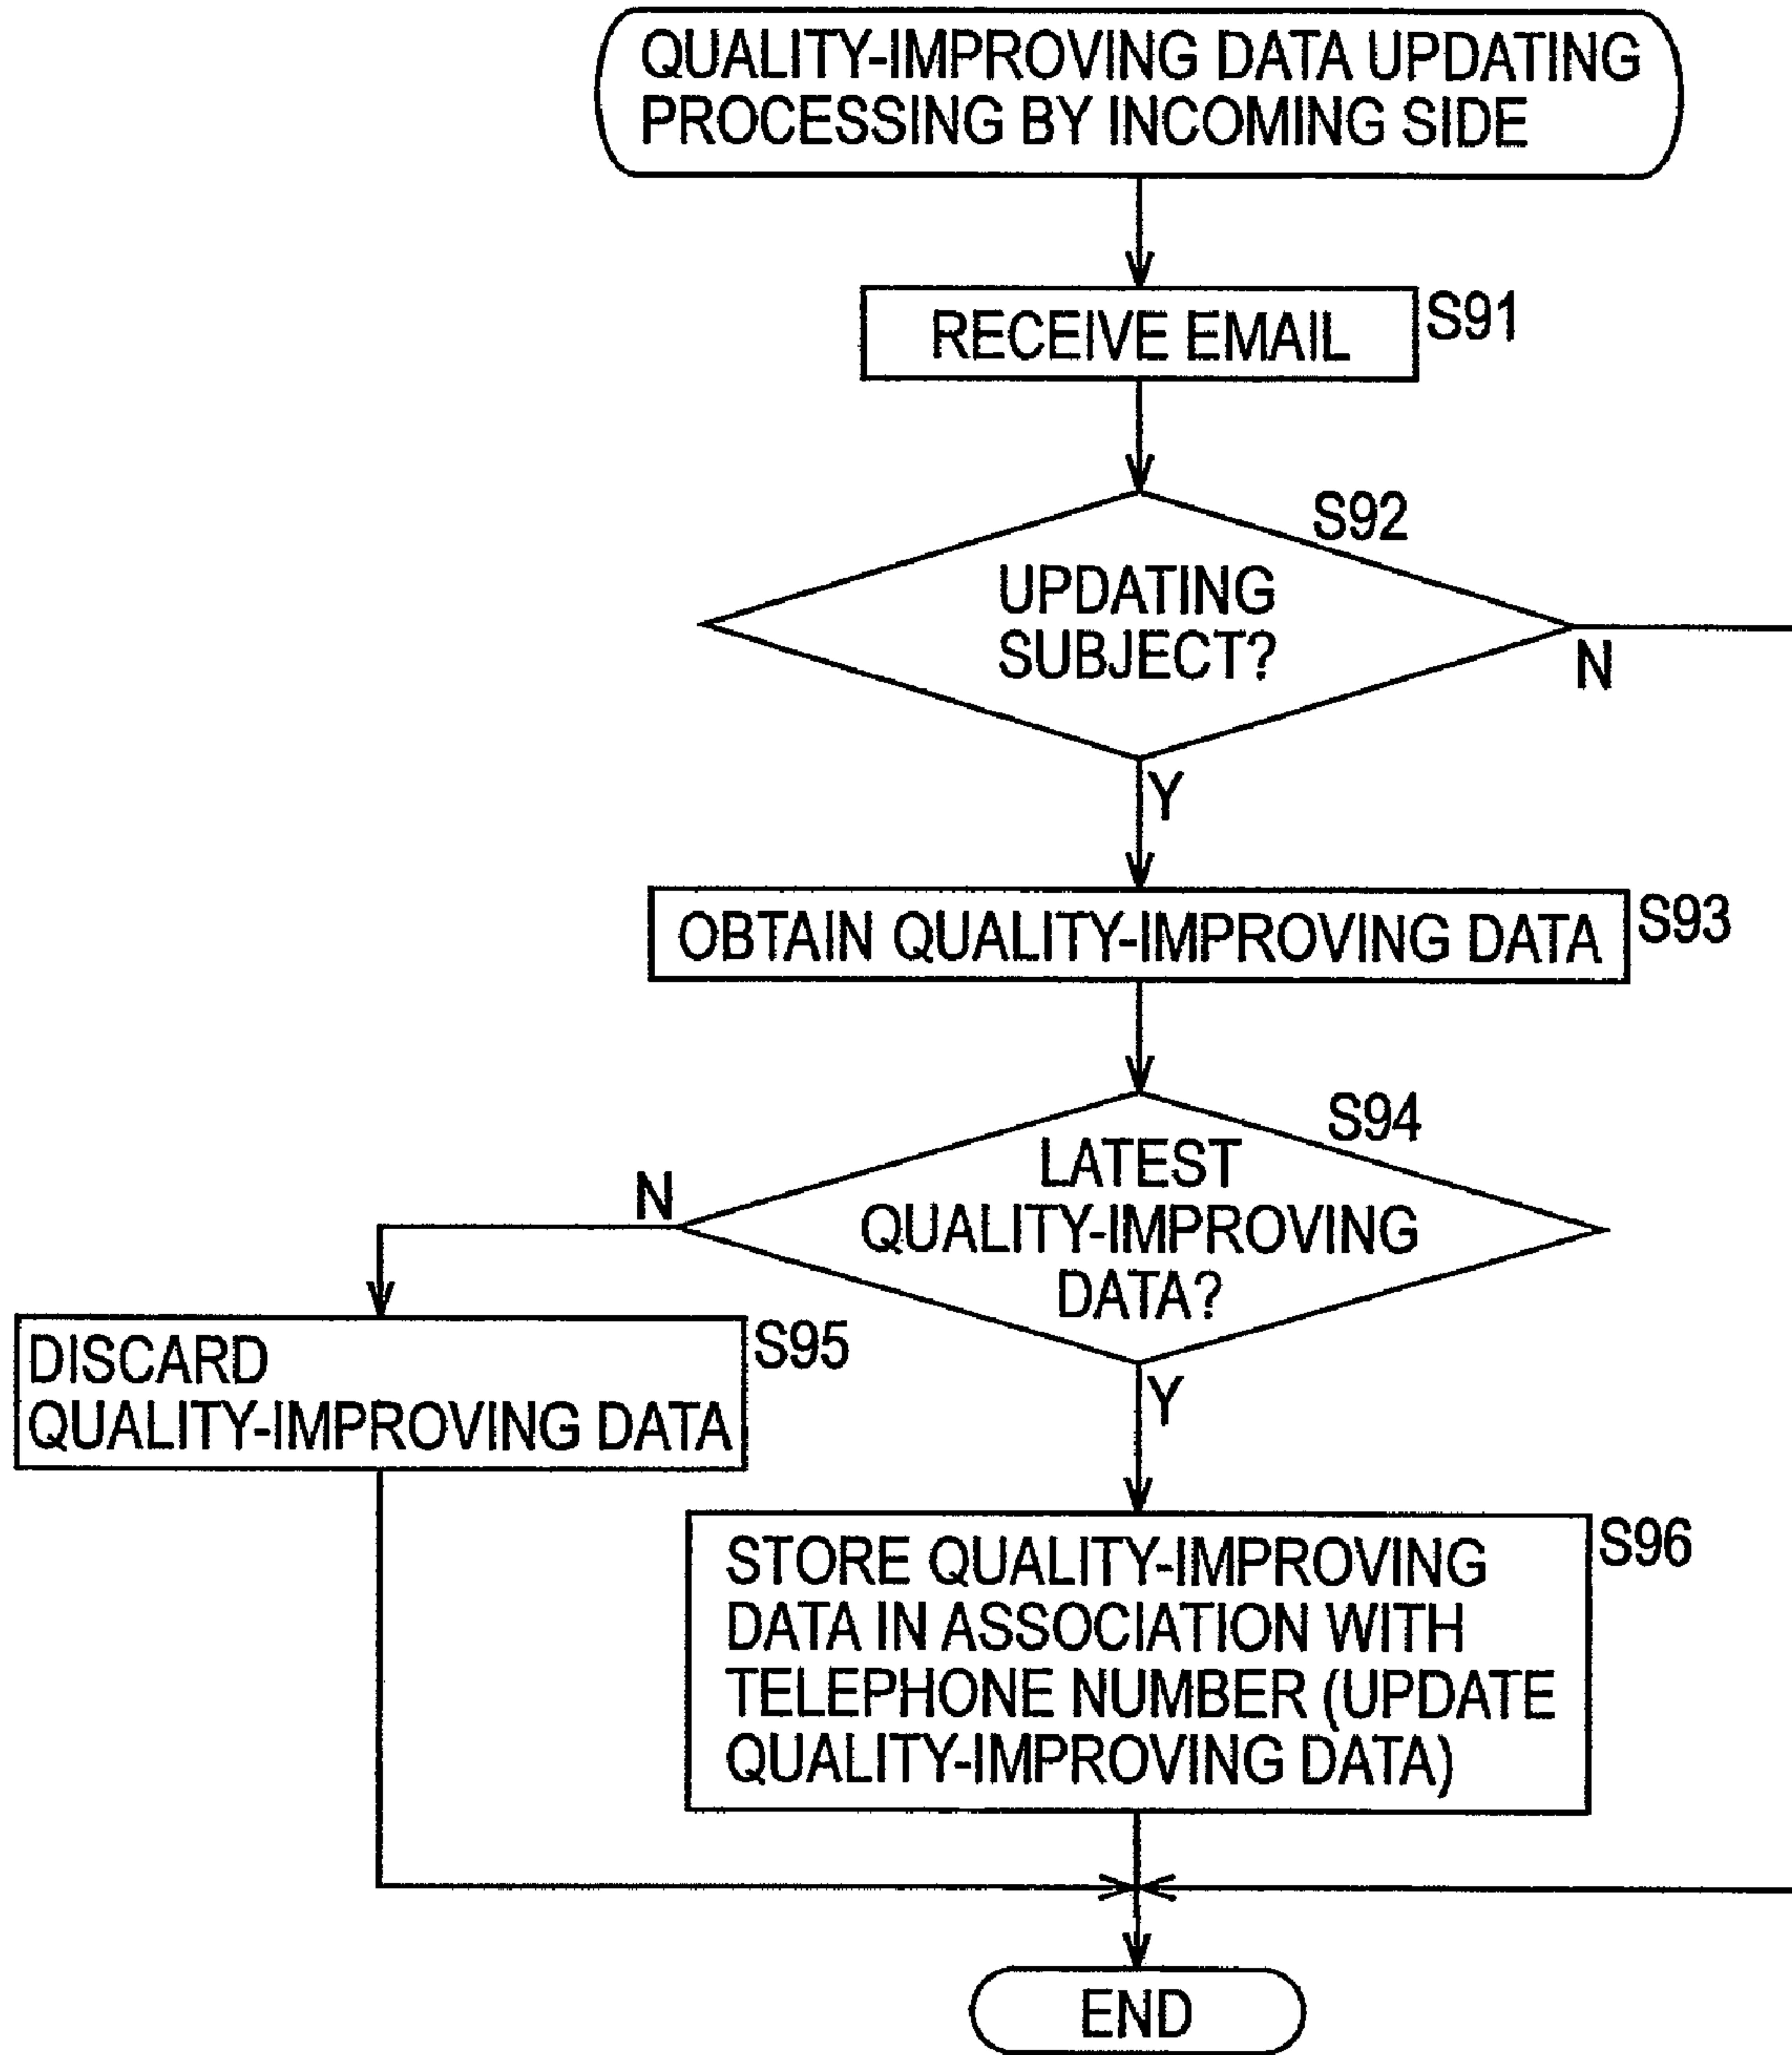 QUALITY-IMPROVING DATA UPDATING
PROCESSING BY INCOMING SIDE
RECEIVE EMAIL
S91
S92
UPDATING
SUBJECT?
N
Y
OBTAIN QUALITY-IMPROVING DATA
S93
S94
LATEST
QUALITY-IMPROVING
DATA?
N
DISCARD
QUALITY-IMPROVING DATA
S95
Y
STORE QUALITY-IMPROVING
DATA IN ASSOCIATION WITH
TELEPHONE NUMBER (UPDATE
QUALITY-IMPROVING DATA)
S96
END